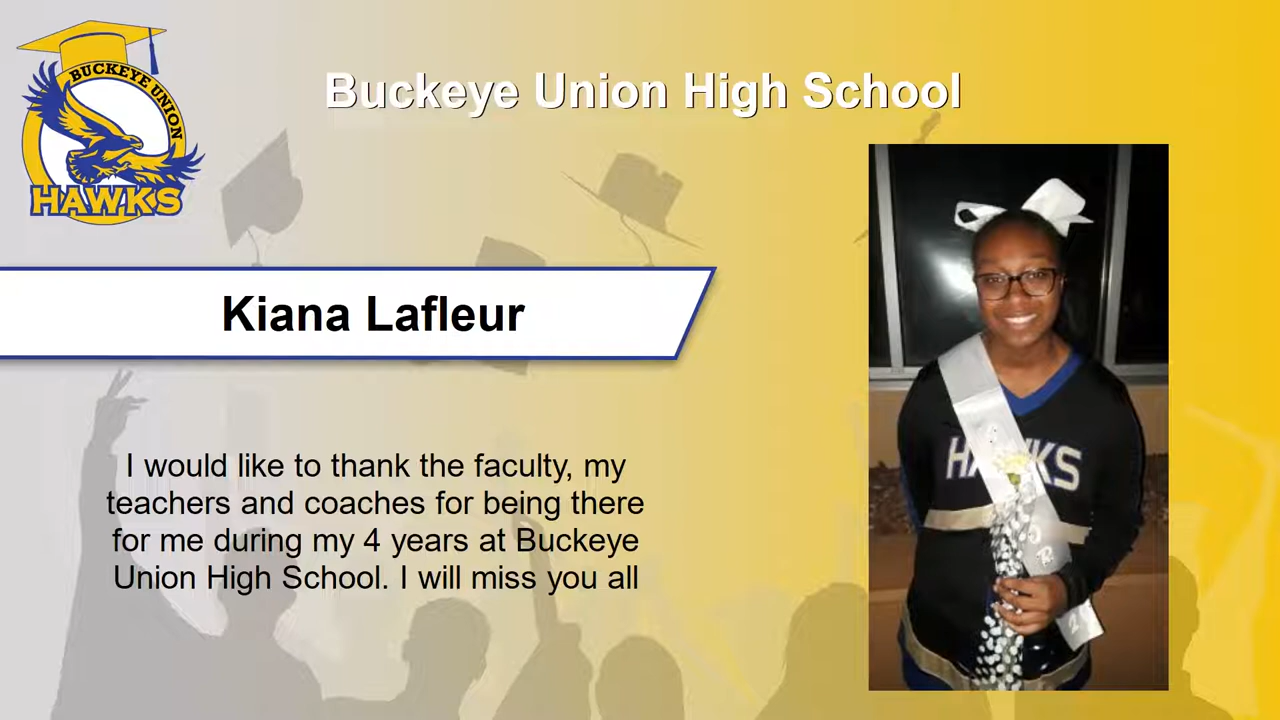 BUCKEYE UNION
HAWKS
Buckeye Union High School
Kiana Lafleur
I would like to thank the faculty, my
teachers and coaches for being there
for me during my 4 years at Buckeye
Union High School. I will miss you all
HAWKS